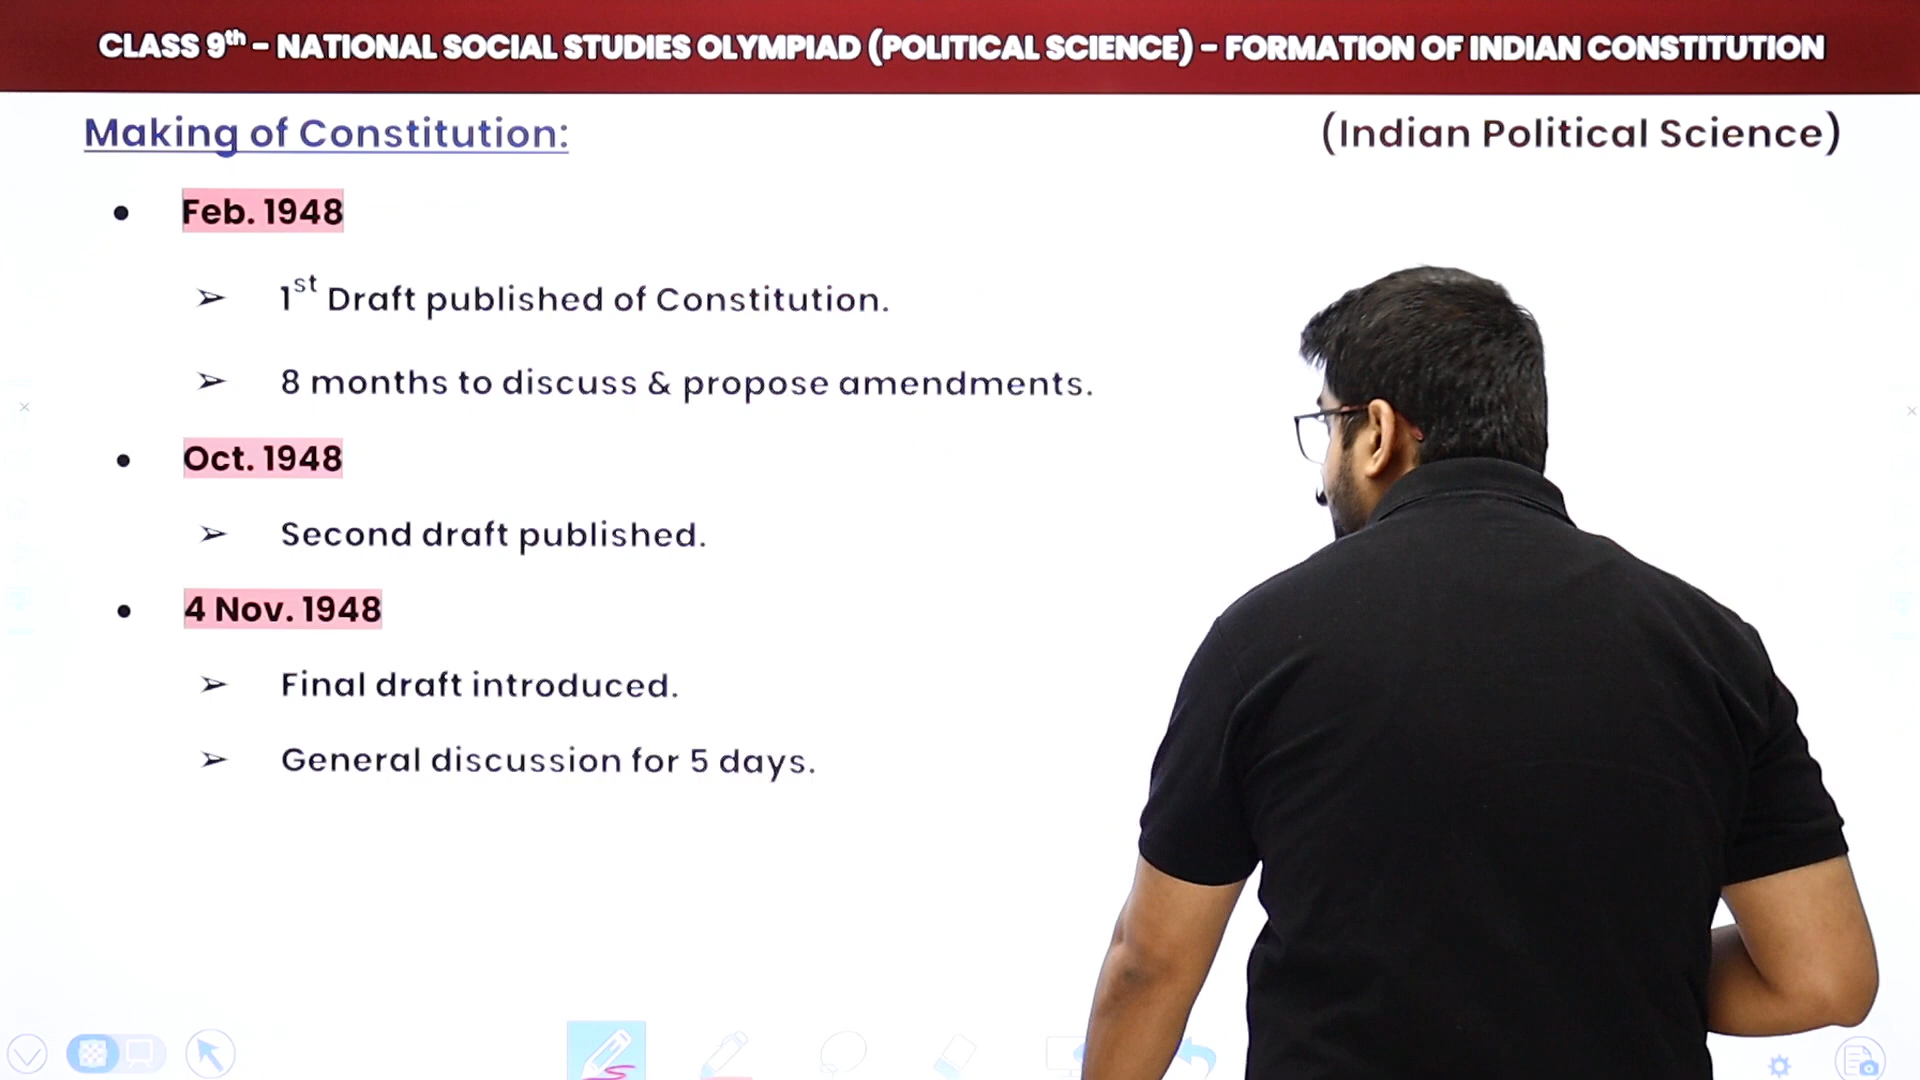 CLASS 9th – NATIONAL SOCIAL STUDIES OLYMPIAD (POLITICAL SCIENCE) – FORMATION OF INDIAN CONSTITUTION
Making of Constitution:
(Indian Political Science)
• Feb. 1948
➢ 1st Draft published of Constitution.
➢ 8 months to discuss & propose amendments.
• Oct. 1948
➢ Second draft published.
• 4 Nov. 1948
➢ Final draft introduced.
➢ General discussion for 5 days.